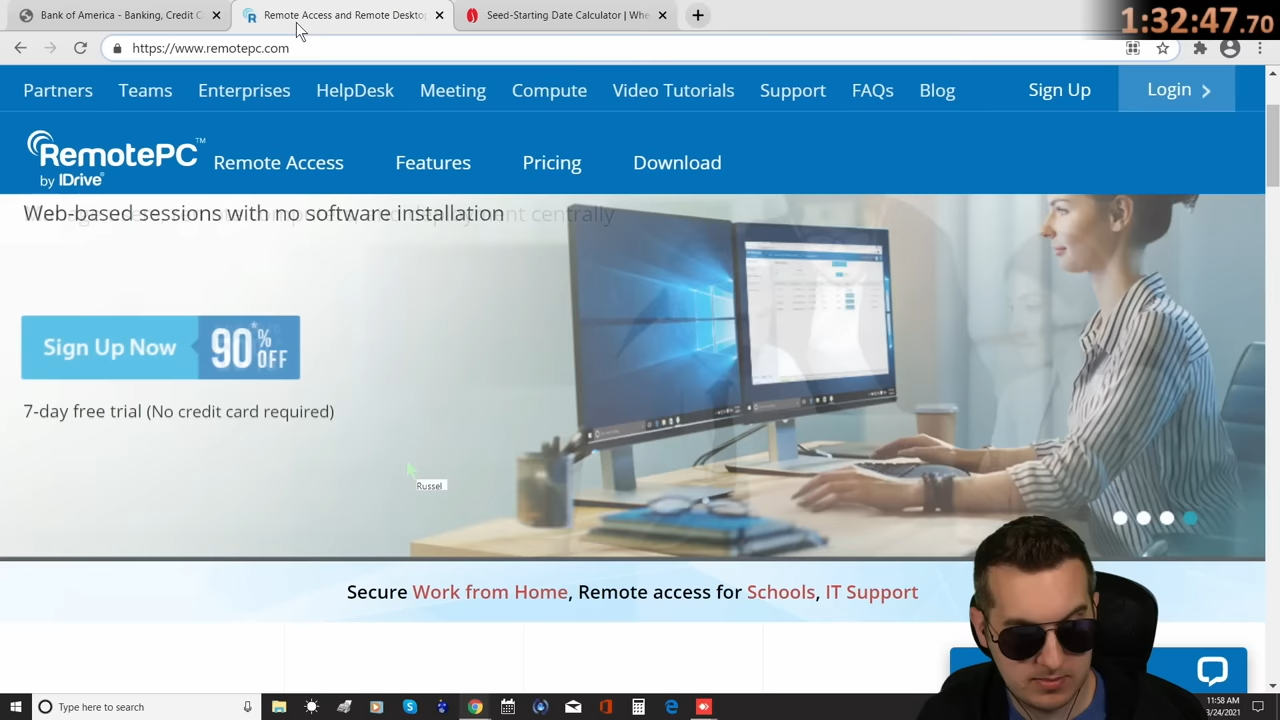 Bank of America - Banking, Credit C
Remote Access and Remote Deskto
Seed-Starting Date Calculator | Whe
1:32:47.70
https://www.remotepc.com
Partners Teams Enterprises HelpDesk Meeting Compute Video Tutorials Support FAQs Blog Sign Up Login
RemotePC™
by IDrive®
Remote Access Features Pricing Download
Web-based sessions with no software installation
centrally
Sign Up Now 90*% OFF
7-day free trial (No credit card required)
Russel
Secure Work from Home, Remote access for Schools, IT Support
Type here to search
11:58 AM
3/24/2021